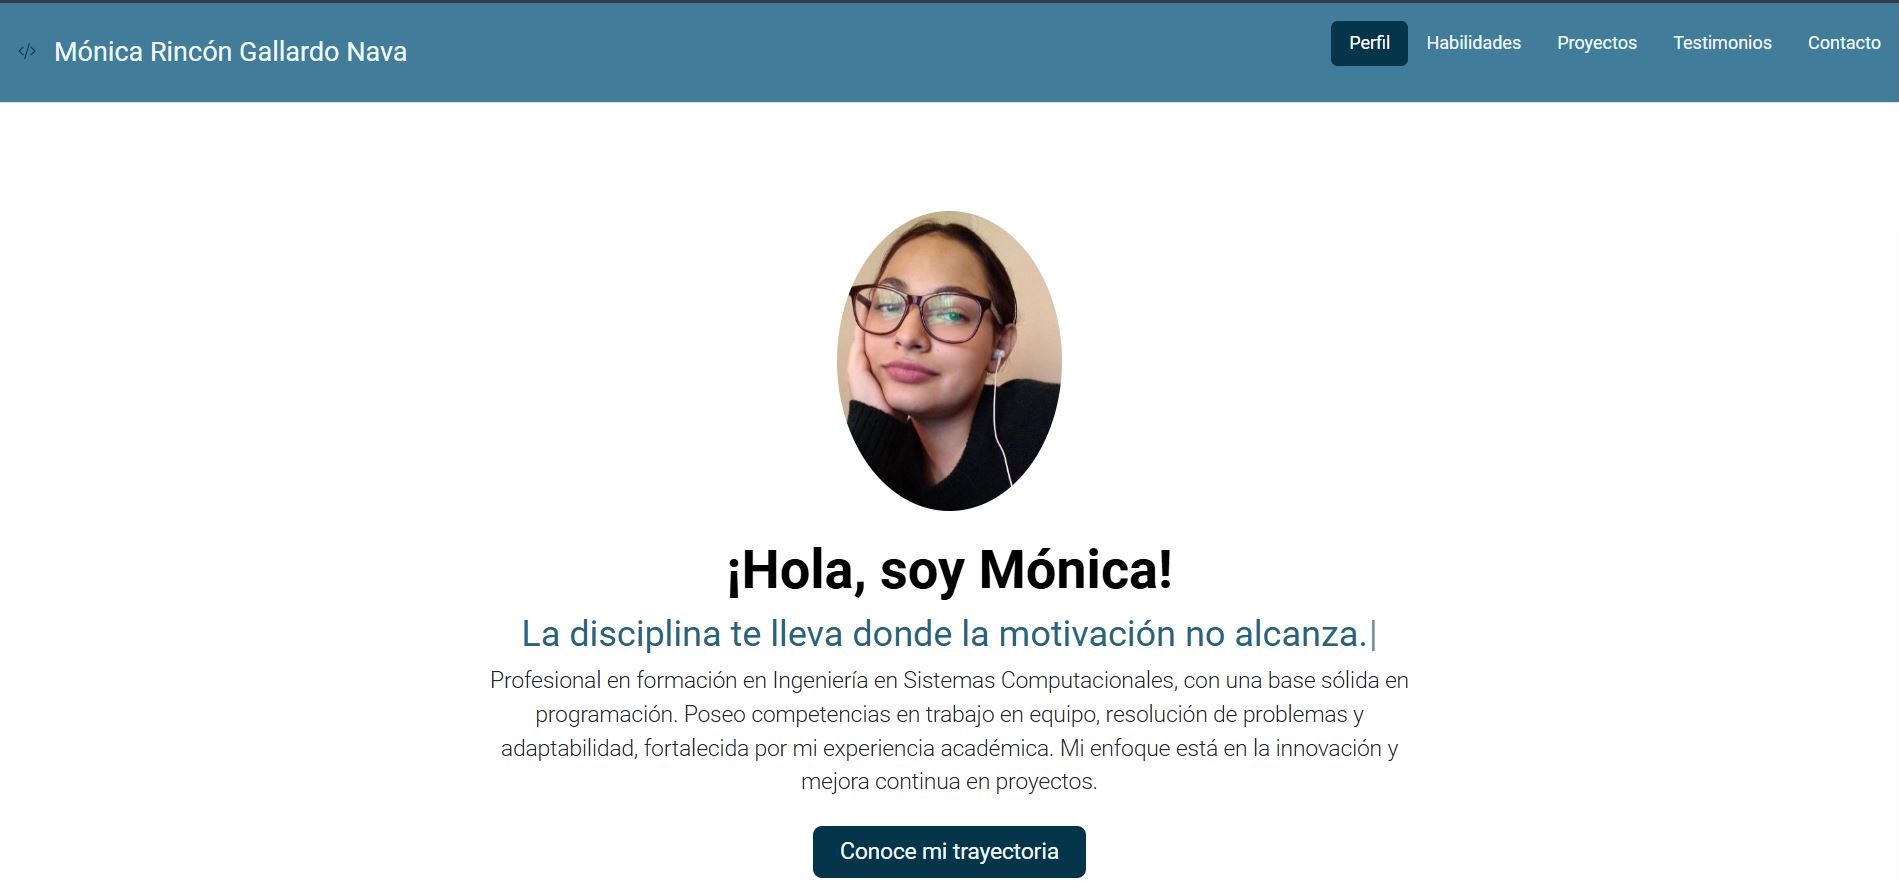 </> Mónica Rincón Gallardo Nava
Perfil Habilidades Proyectos Testimonios Contacto
¡Hola, soy Mónica!
La disciplina te lleva donde la motivación no alcanza.|
Profesional en formación en Ingeniería en Sistemas Computacionales, con una base sólida en
programación. Poseo competencias en trabajo en equipo, resolución de problemas y
adaptabilidad, fortalecida por mi experiencia académica. Mi enfoque está en la innovación y
mejora continua en proyectos.
Conoce mi trayectoria